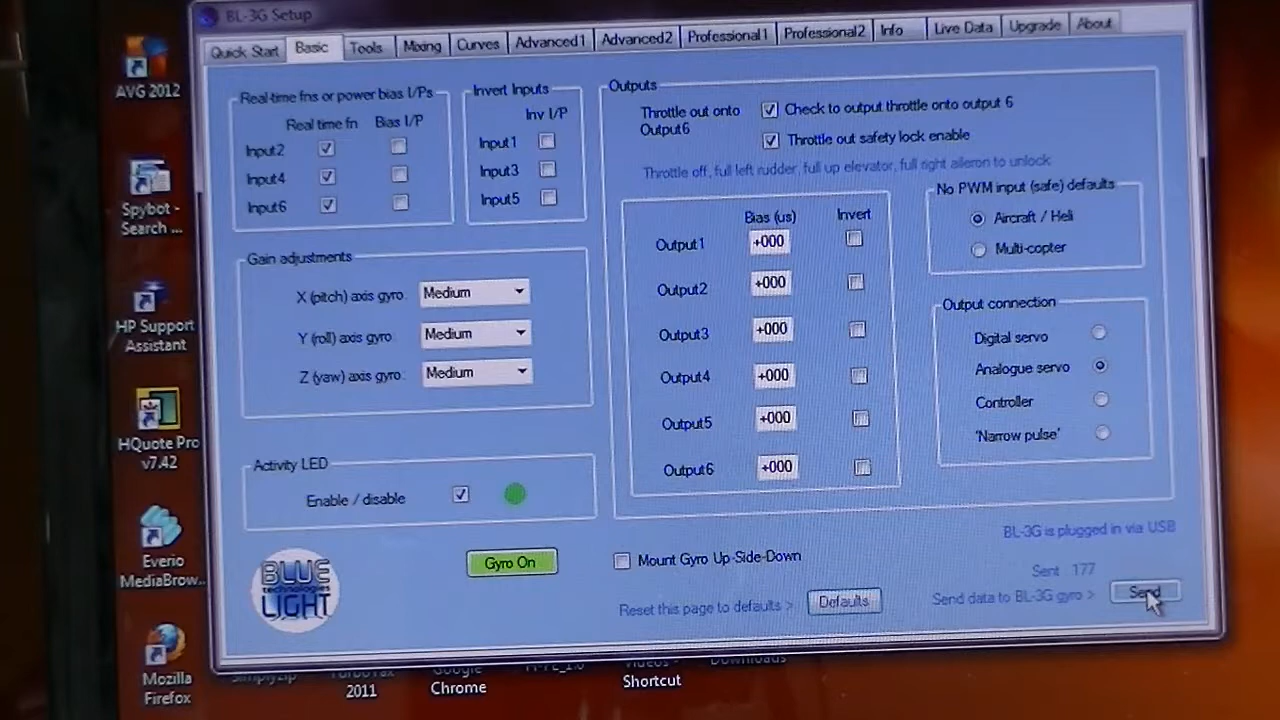 BL-3G Setup
Quick Start
Basic
Tools
Mixing
Curves
Advanced1
Advanced2
Professional1
Professional2
Info
Live Data
Upgrade
About
Real-time fns or power bias I/Ps
Real time fn
Bias I/P
Input2
Input4
Input6
Invert Inputs
Inv I/P
Input1
Input3
Input5
Gain adjustments
X (pitch) axis gyro
Medium
Y (roll) axis gyro
Medium
Z (yaw) axis gyro
Medium
Activity LED
Enable / disable
BLUE
technologies
LIGHT
Gyro On
Outputs
Throttle out onto
Output6
Check to output throttle onto output 6
Throttle out safety lock enable
Throttle off, full left rudder, full up elevator, full right aileron to unlock
Bias (us)
Invert
Output1
+000
Output2
+000
Output3
+000
Output4
+000
Output5
+000
Output6
+000
No PWM input (safe) defaults
Aircraft / Heli
Multi-copter
Output connection
Digital servo
Analogue servo
Controller
'Narrow pulse'
Mount Gyro Up-Side-Down
Reset this page to defaults >
Defaults
BL-3G is plugged in via USB
Sent 177
Send data to BL-3G gyro >
Send
AVG 2012
Spybot -
Search ...
HP Support
Assistant
HQuote Pro
v7.42
Everio
MediaBrow...
Mozilla
Firefox
SimplyZip
TurboTax
2011
Google
Chrome
Videos -
Shortcut
Downloads